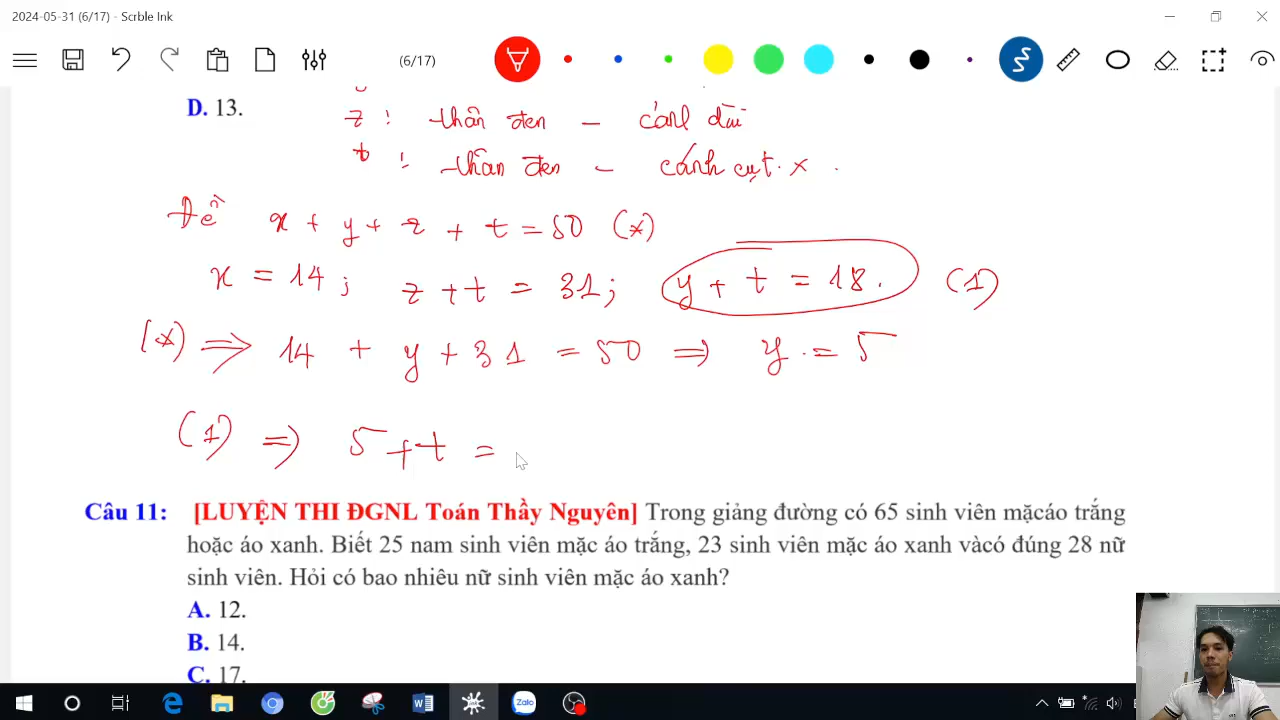 2024-05-31 (6/17) - Scrble Ink
(6/17)
D. 13.
z : thân đen – cánh dài
t : thân đen – cánh cụt. x
Đề x + y + z + t = 50 (*)
x = 14 ; z + t = 31 ; y + t = 18. (1)
(*) ⇒ 14 + y + 31 = 50 ⇒ y = 5
(1) ⇒ 5 + t =
Câu 11: [LUYỆN THI ĐGNL Toán Thầy Nguyên] Trong giảng đường có 65 sinh viên mặcáo trắng
hoặc áo xanh. Biết 25 nam sinh viên mặc áo trắng, 23 sinh viên mặc áo xanh vàcó đúng 28 nữ
sinh viên. Hỏi có bao nhiêu nữ sinh viên mặc áo xanh?
A. 12.
B. 14.
C. 17.
Zalo